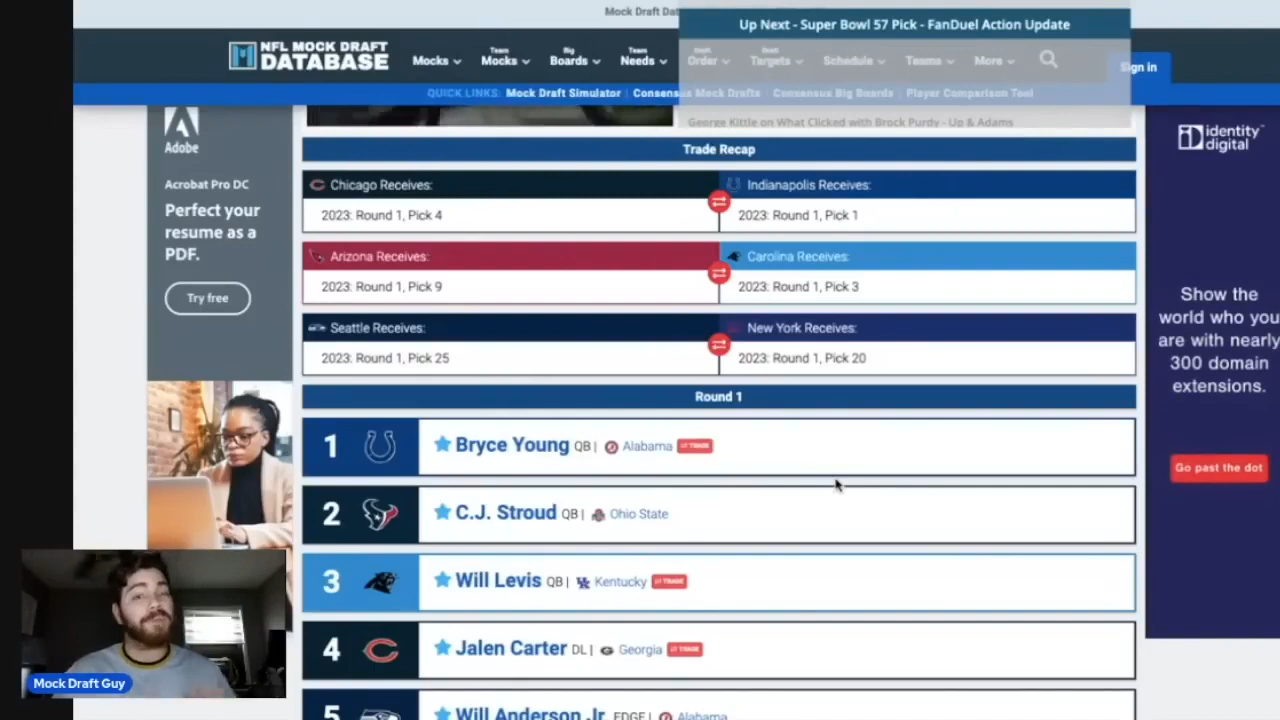 Mock Draft Dat
Up Next - Super Bowl 57 Pick - FanDuel Action Update
NFL MOCK DRAFT
DATABASE
Mocks
Team
Mocks
Big
Boards
Team
Needs
Draft
Order
Draft
Targets
Schedule
Teams
More
Sign in
QUICK LINKS: Mock Draft Simulator | Consensus Mock Drafts Consensus Big Boards | Player Comparison Tool
George Kittle on What Clicked with Brock Purdy - Up & Adams
Adobe
Acrobat Pro DC
Perfect your
resume as a
PDF.
Try free
Trade Recap
Chicago Receives:
Indianapolis Receives:
2023: Round 1, Pick 4
2023: Round 1, Pick 1
Arizona Receives:
Carolina Receives:
2023: Round 1, Pick 9
2023: Round 1, Pick 3
Seattle Receives:
New York Receives:
2023: Round 1, Pick 25
2023: Round 1, Pick 20
Round 1
1 Bryce Young QB | Alabama TRADE
2 C.J. Stroud QB | Ohio State
3 Will Levis QB | Kentucky TRADE
4 Jalen Carter DL | Georgia TRADE
5 Will Anderson Jr. EDGE | Alabama
identity
digital
Show the
world who you
are with nearly
300 domain
extensions.
Go past the dot
Mock Draft Guy